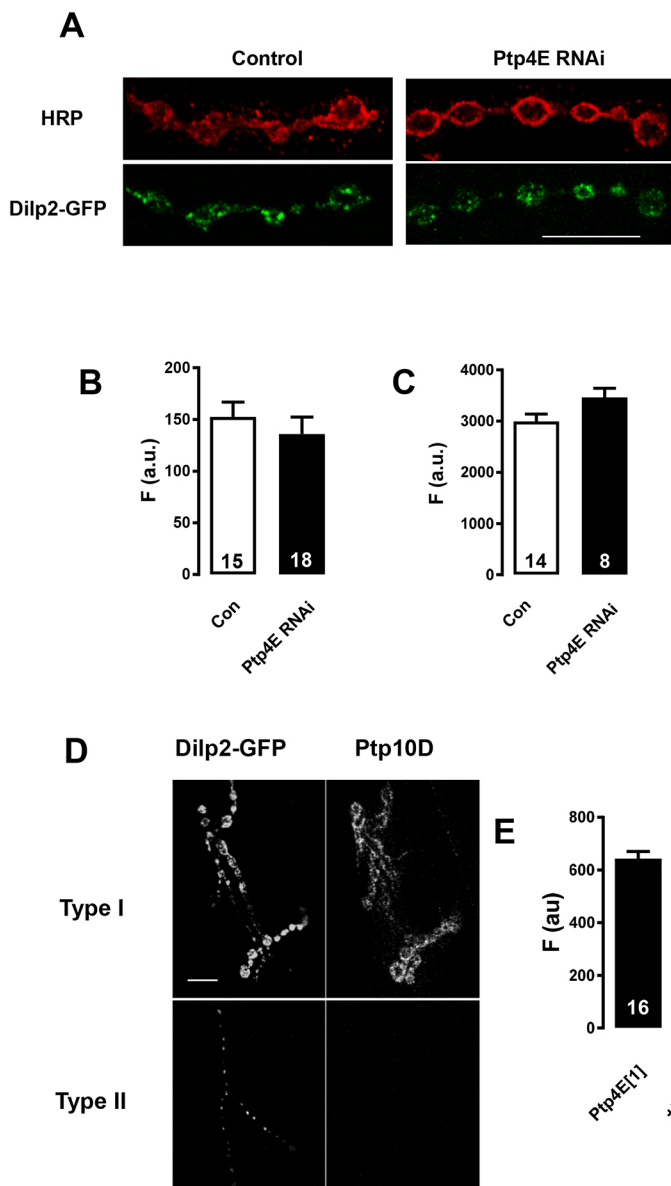 A
Control
Ptp4E RNAi
HRP
Dilp2-GFP
B
F (a.u.)
200
150
100
50
0
15
18
Con
Ptp4E RNAi
C
F (a.u.)
4000
3000
2000
1000
0
14
8
Con
Ptp4E RNAi
D
Dilp2-GFP
Ptp10D
Type I
Type II
E
F (au)
800
600
400
200
0
16
Ptp4E[1]